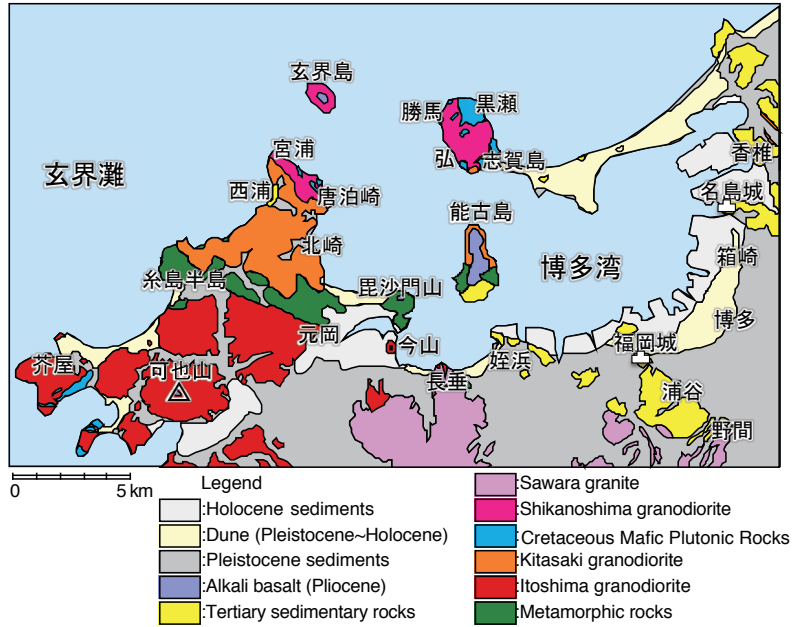 玄界島
勝馬
黒瀬
宮浦
弘
志賀島
香椎
玄界灘
西浦
唐泊崎
名島城
能古島
北崎
箱崎
糸島半島
毘沙門山
博多湾
元岡
博多
今山
福岡城
芥屋
可也山
長垂
姪浜
浦谷
野間
0 5 km
Legend
:Holocene sediments
:Dune (Pleistocene~Holocene)
:Pleistocene sediments
:Alkali basalt (Pliocene)
:Tertiary sedimentary rocks
:Sawara granite
:Shikanoshima granodiorite
:Cretaceous Mafic Plutonic Rocks
:Kitasaki granodiorite
:Itoshima granodiorite
:Metamorphic rocks